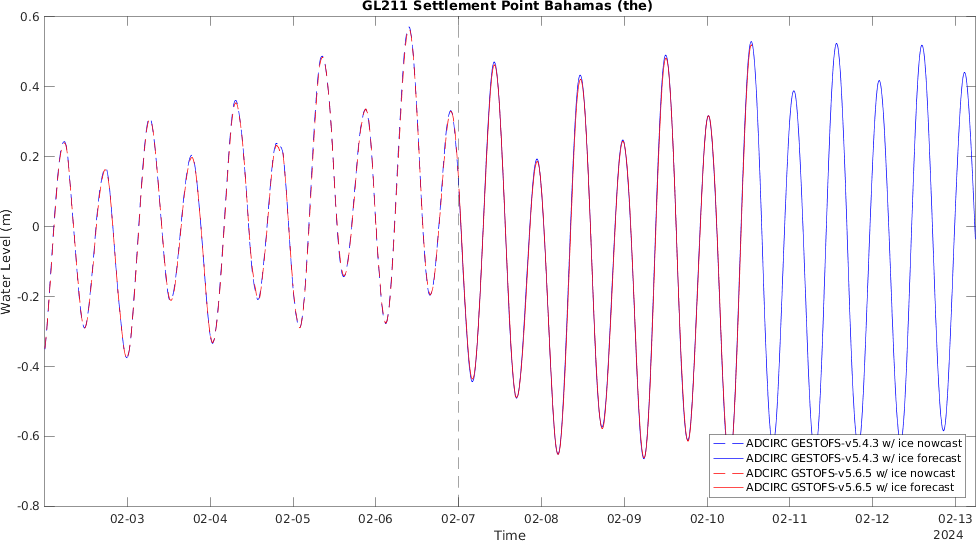 GL211 Settlement Point Bahamas (the)
0.6
0.4
0.2
0
-0.2
-0.4
-0.6
-0.8
Water Level (m)
ADCIRC GESTOFS-v5.4.3 w/ ice nowcast
ADCIRC GESTOFS-v5.4.3 w/ ice forecast
ADCIRC GSTOFS-v5.6.5 w/ ice nowcast
ADCIRC GSTOFS-v5.6.5 w/ ice forecast
02-03 02-04 02-05 02-06 02-07 02-08 02-09 02-10 02-11 02-12 02-13
Time
2024